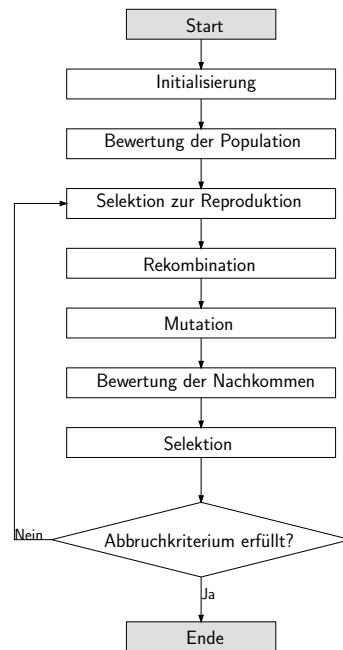 Start
Initialisierung
Bewertung der Population
Selektion zur Reproduktion
Rekombination
Mutation
Bewertung der Nachkommen
Selektion
Abbruchkriterium erfüllt?
Nein
Ja
Ende